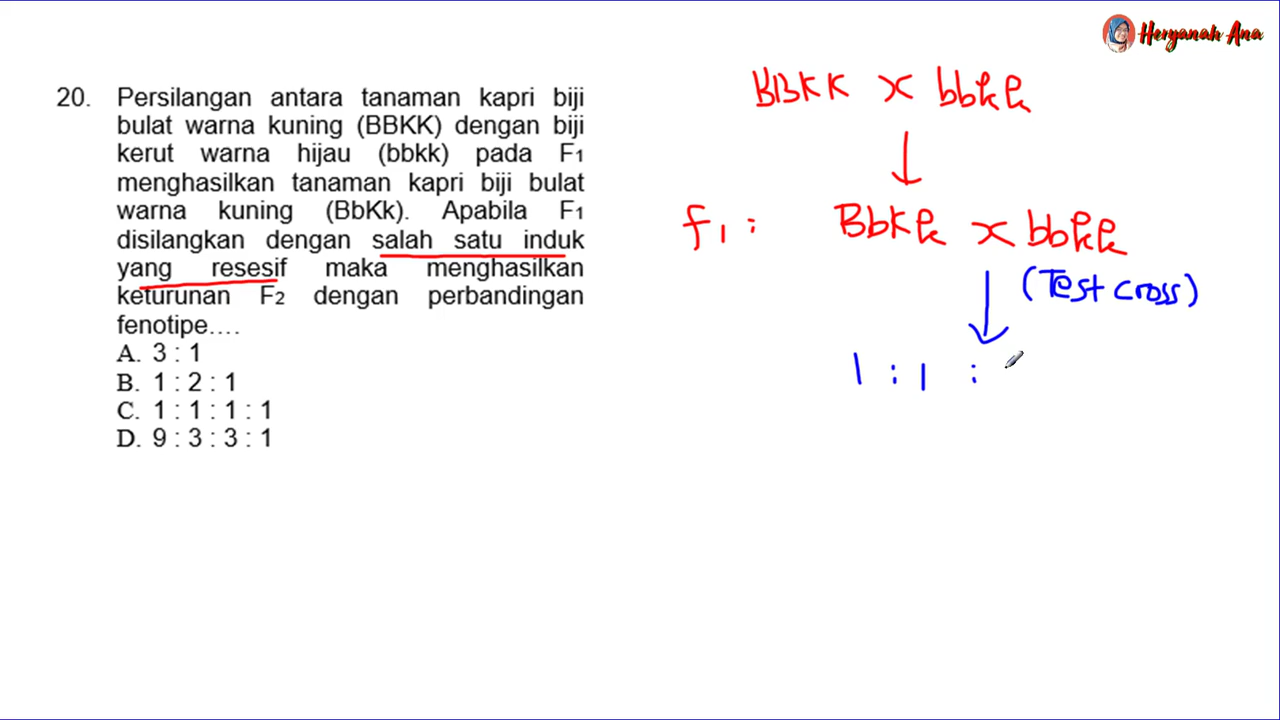 Heryanah Ana
20. Persilangan antara tanaman kapri biji
bulat warna kuning (BBKK) dengan biji
kerut warna hijau (bbkk) pada F1
menghasilkan tanaman kapri biji bulat
warna kuning (BbKk). Apabila F1
disilangkan dengan salah satu induk
yang resesif maka menghasilkan
keturunan F2 dengan perbandingan
fenotipe....
A. 3 : 1
B. 1 : 2 : 1
C. 1 : 1 : 1 : 1
D. 9 : 3 : 3 : 1
BBKK x bbkk
F1 : BbKk x bbkk
(Test cross)
1 : 1 :